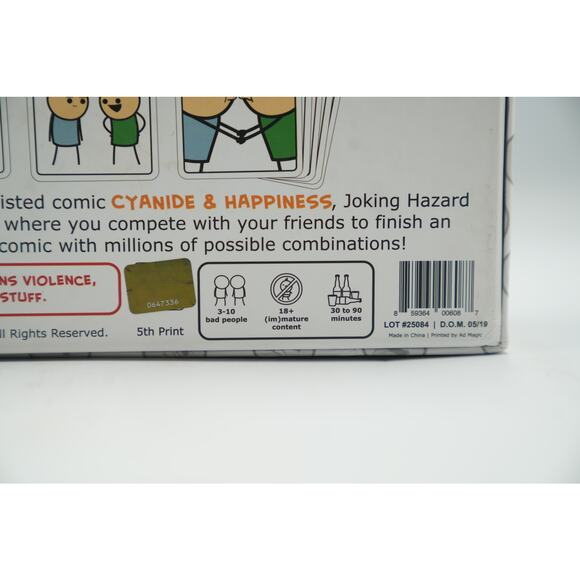 isted comic CYANIDE & HAPPINESS, Joking Hazard
where you compete with your friends to finish an
comic with millions of possible combinations!
NS VIOLENCE,
STUFF.
0647336
ll Rights Reserved. 5th Print
3-10
bad people
18+
(im)mature
content
30 to 90
minutes
8 59364 00608 7
LOT #25084 | D.O.M. 05/19
Made in China | Printed by Ad Magic